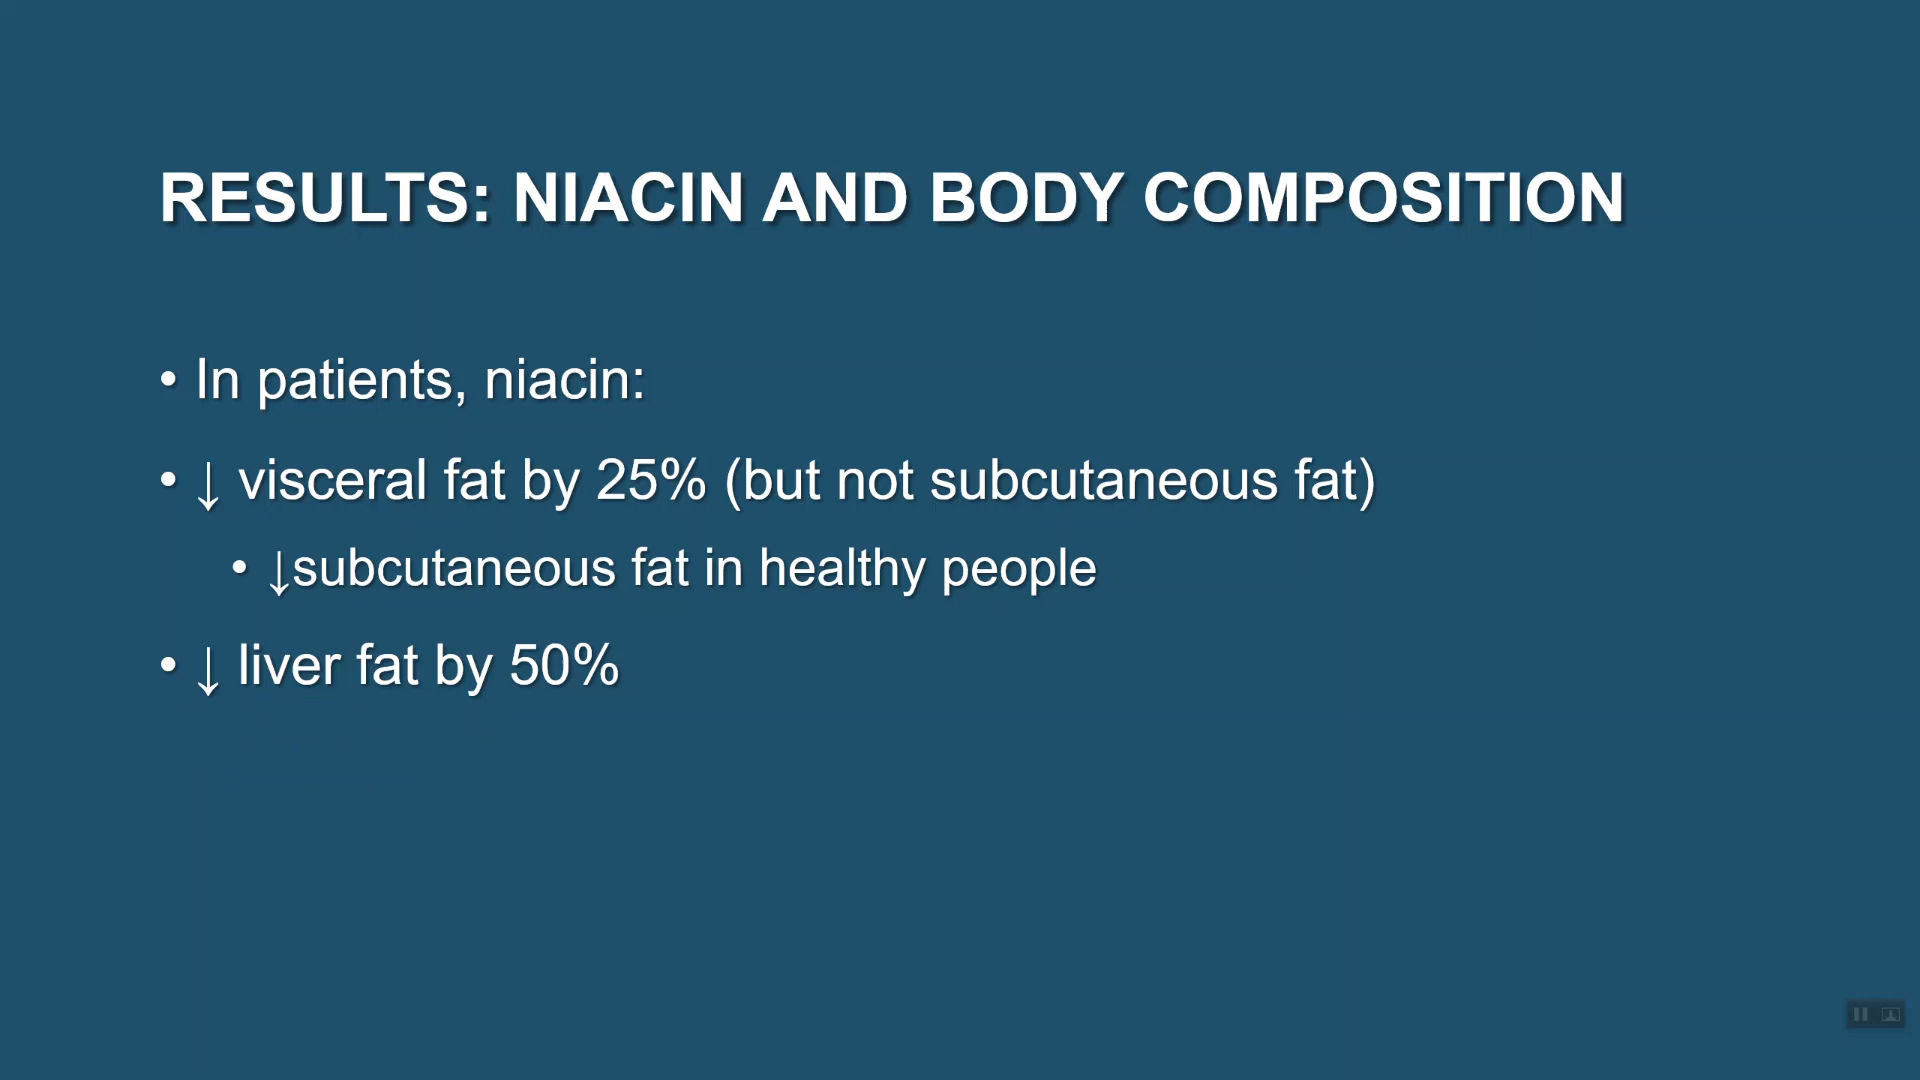 RESULTS: NIACIN AND BODY COMPOSITION
• In patients, niacin:
• ↓ visceral fat by 25% (but not subcutaneous fat)
• ↓subcutaneous fat in healthy people
• ↓ liver fat by 50%